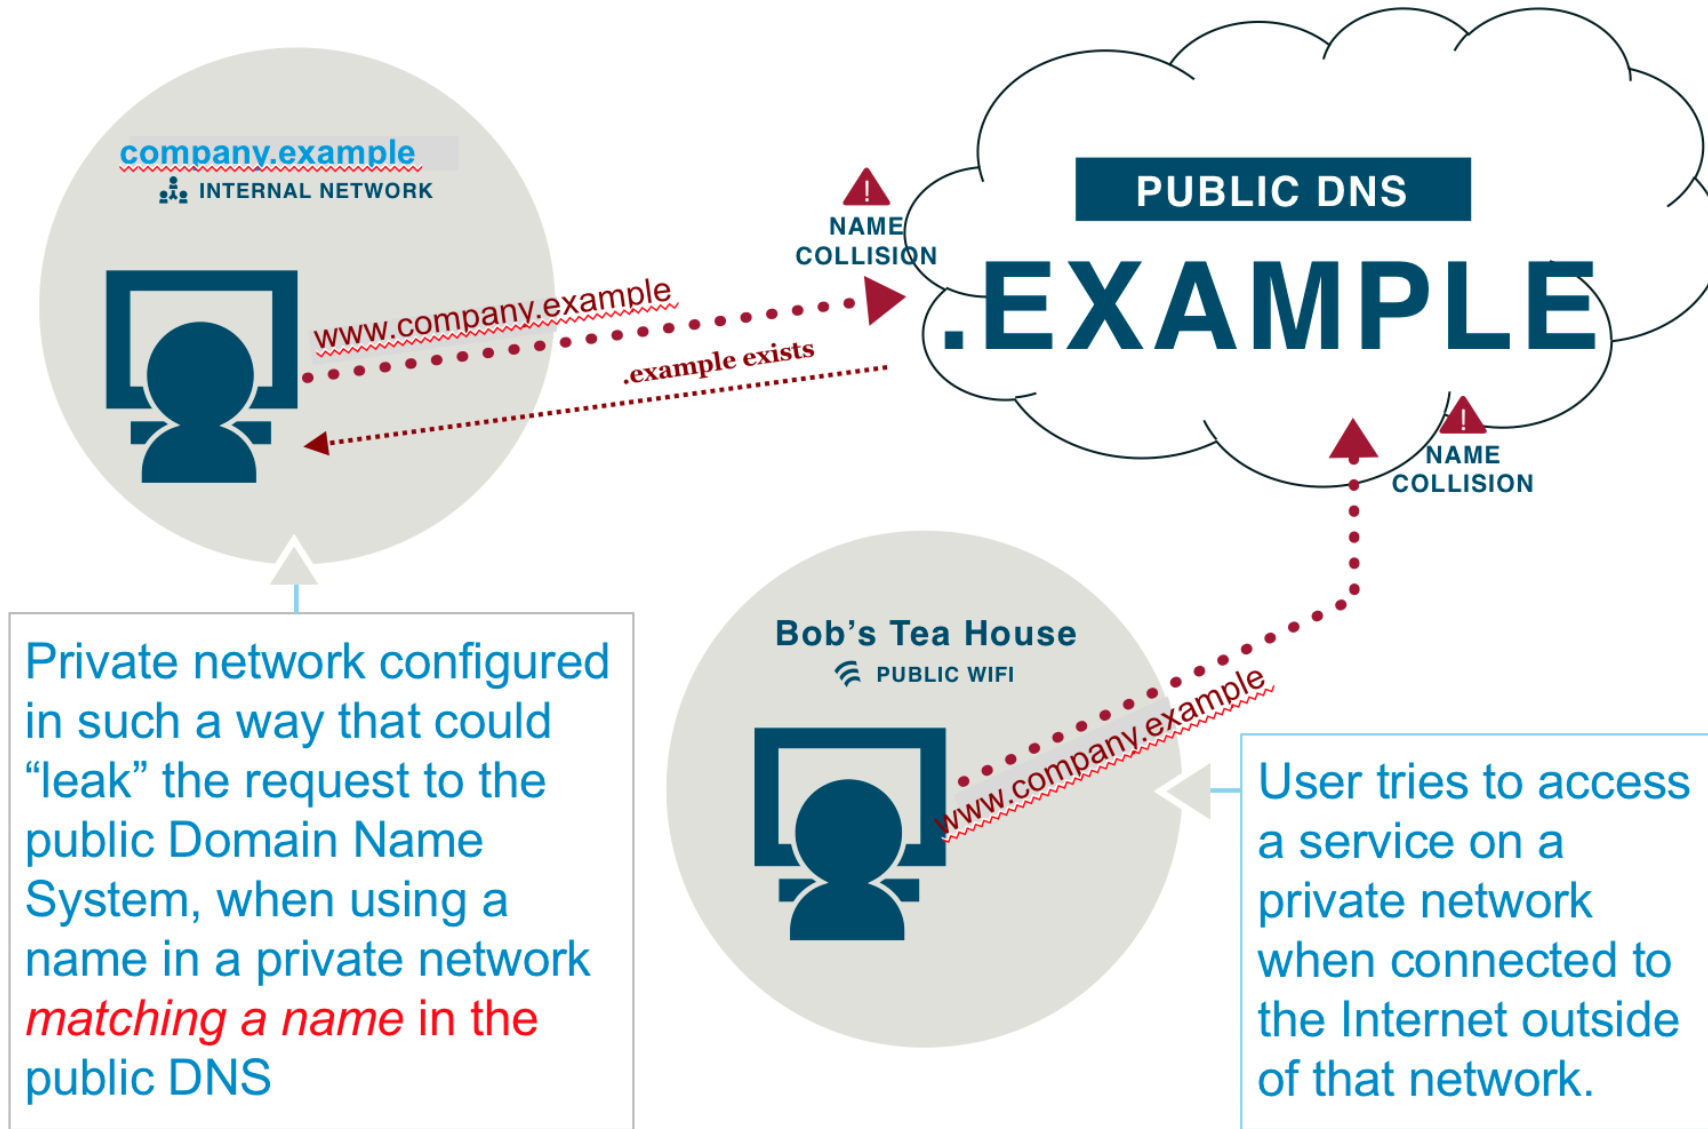 company.example
INTERNAL NETWORK
www.company.example
.example exists
NAME
COLLISION
PUBLIC DNS
.EXAMPLE
NAME
COLLISION
Private network configured
in such a way that could
“leak” the request to the
public Domain Name
System, when using a
name in a private network
matching a name in the
public DNS
Bob’s Tea House
PUBLIC WIFI
www.company.example
User tries to access
a service on a
private network
when connected to
the Internet outside
of that network.